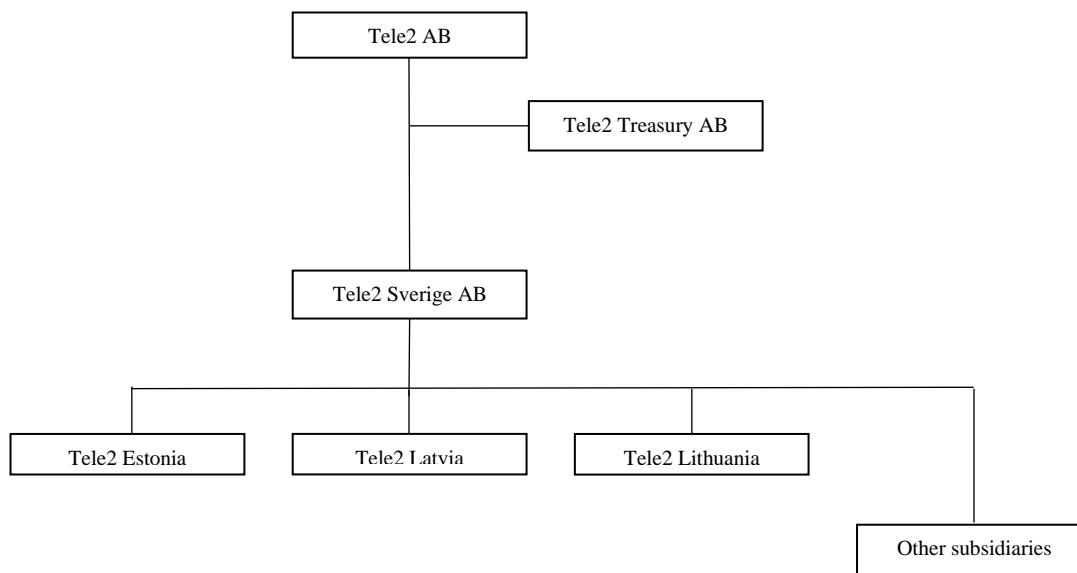 Tele2 AB
Tele2 Treasury AB
Tele2 Sverige AB
Tele2 Estonia
Tele2 Latvia
Tele2 Lithuania
Other subsidiaries